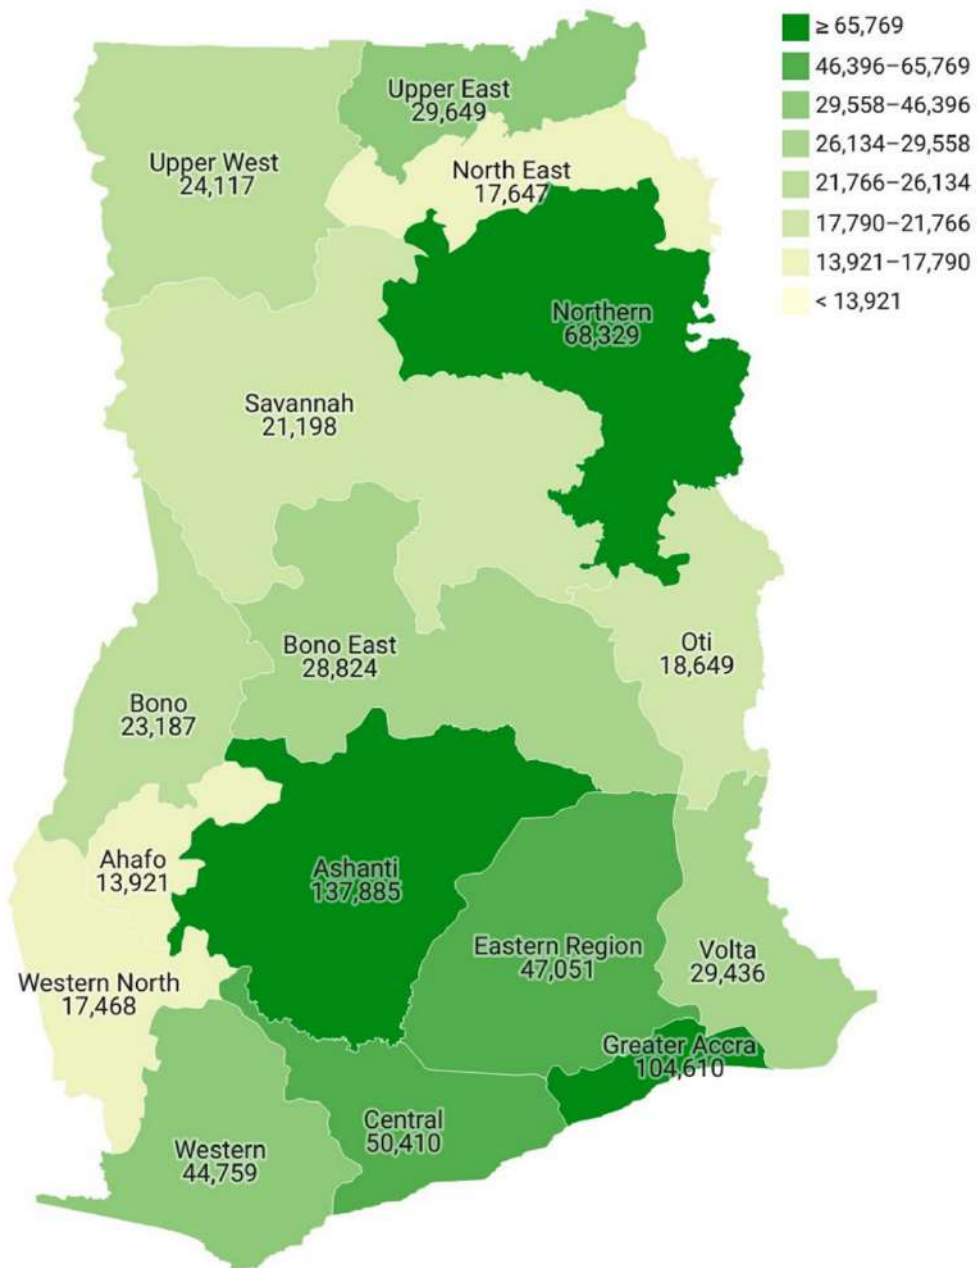 ≥ 65,769
46,396–65,769
29,558–46,396
26,134–29,558
21,766–26,134
17,790–21,766
13,921–17,790
< 13,921
Upper East
29,649
Upper West
24,117
North East
17,647
Northern
68,329
Savannah
21,198
Bono East
28,824
Oti
18,649
Bono
23,187
Ahafo
13,921
Ashanti
137,885
Eastern Region
47,051
Volta
29,436
Western North
17,468
Greater Accra
104,610
Central
50,410
Western
44,759